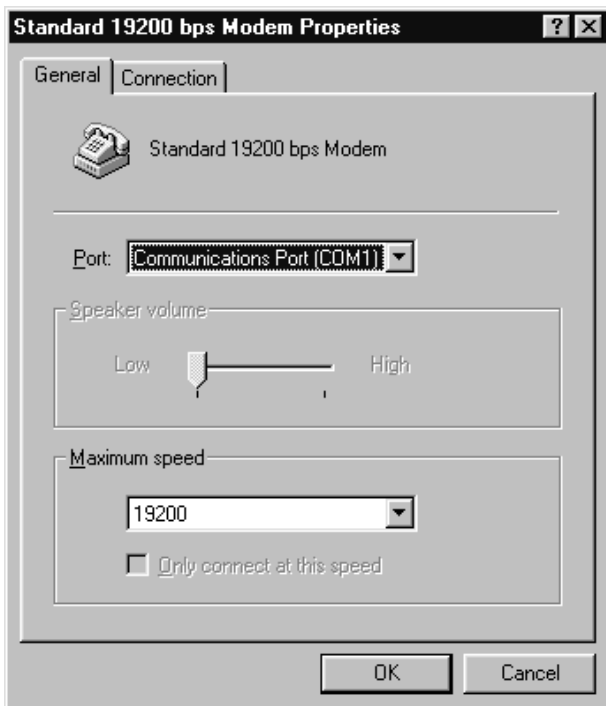 Standard 19200 bps Modem Properties
General Connection
Standard 19200 bps Modem
Port: Communications Port (COM1)
Speaker volume
Low High
Maximum speed
19200
Only connect at this speed
OK Cancel